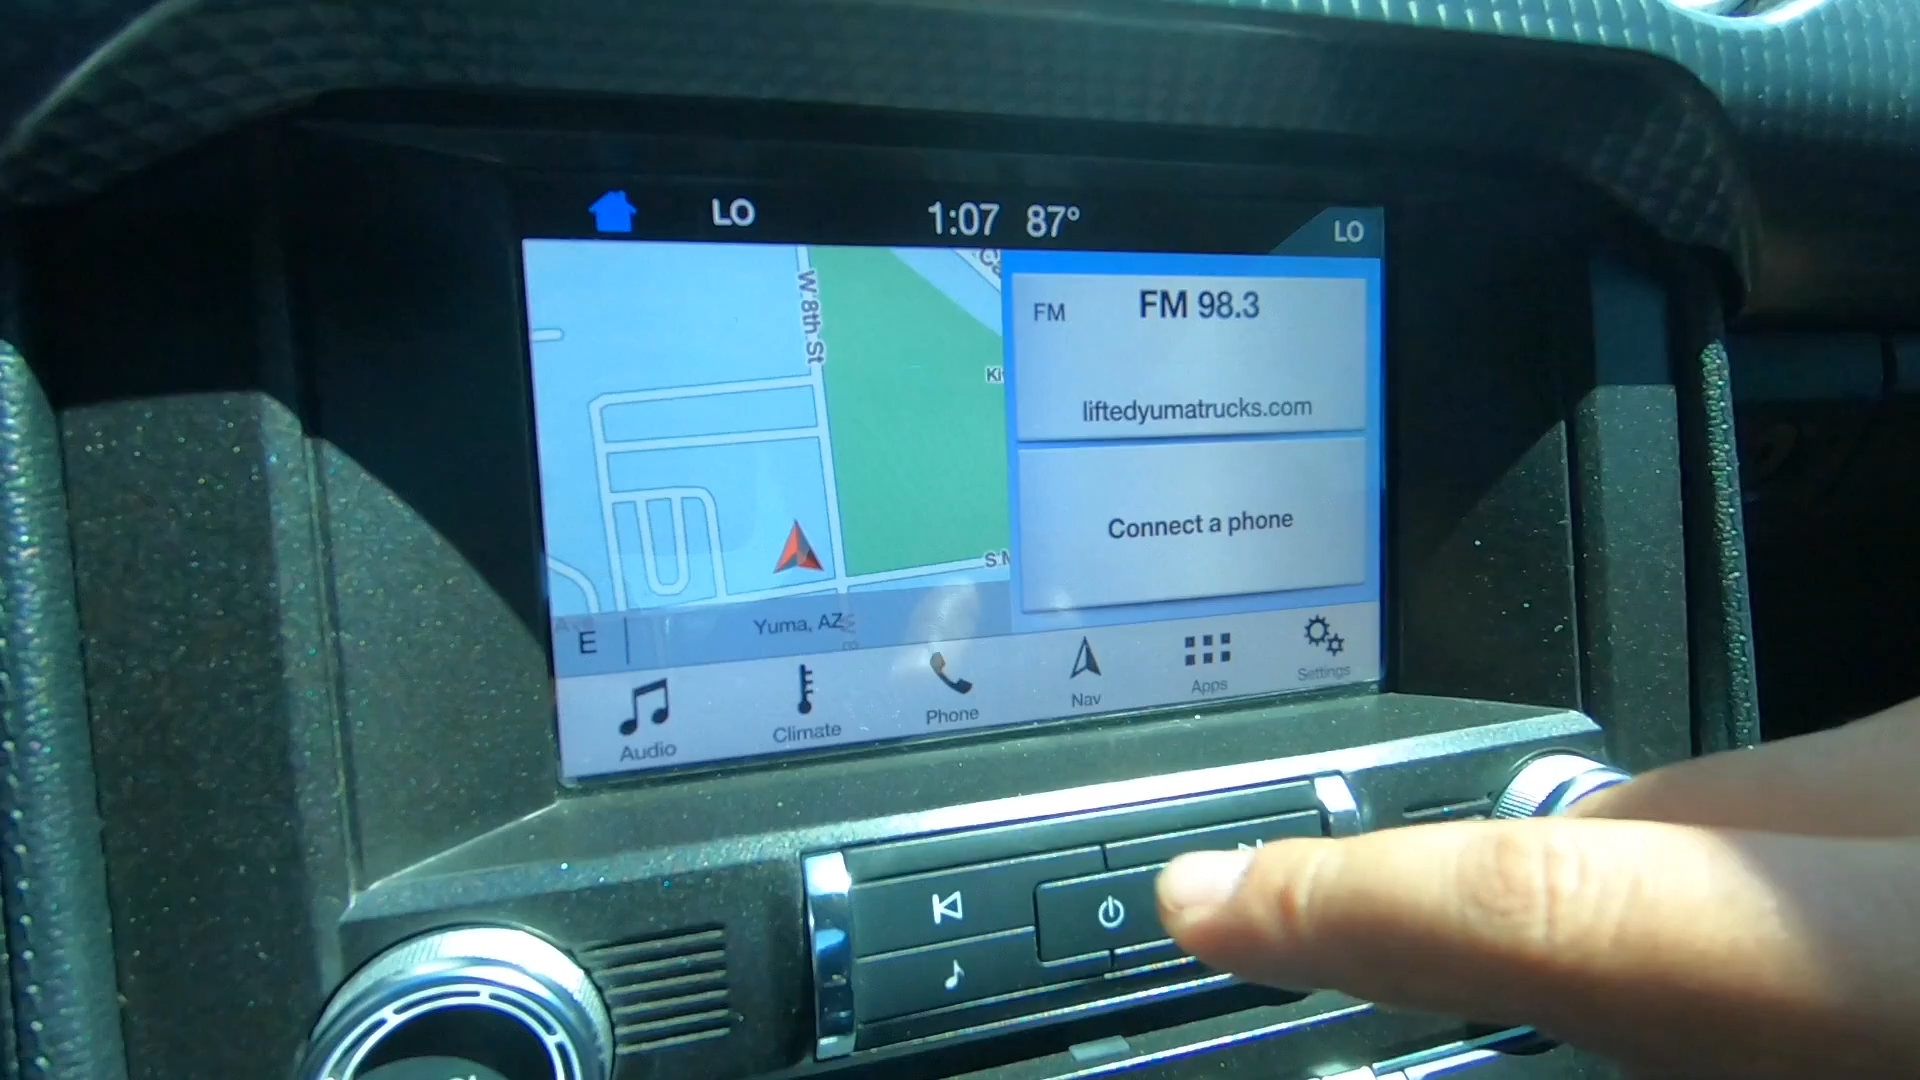 LO
1:07 87°
LO
W 8th St
FM
FM 98.3
liftedyumatrucks.com
Connect a phone
E
Yuma, AZ
Audio
Climate
Phone
Nav
Apps
Settings